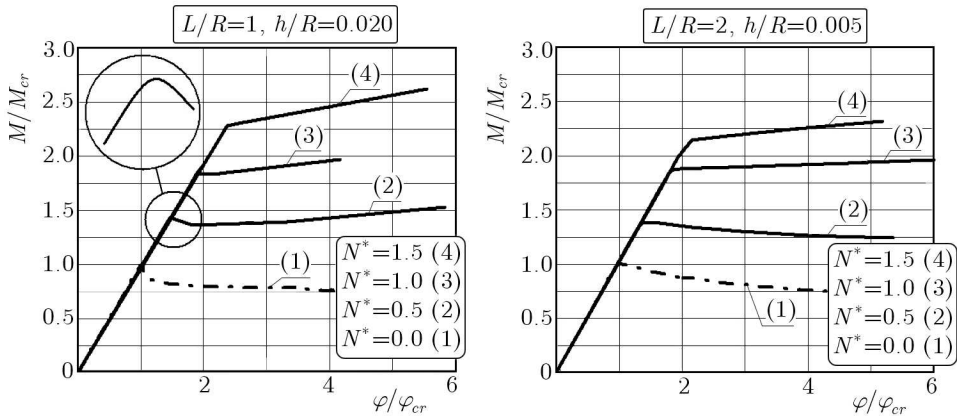 L/R=1, h/R=0.020
M/M_cr
3.0
2.5
2.0
1.5
1.0
0.5
0
2
4
6
φ/φ_cr
(4)
(3)
(2)
(1)
N*=1.5 (4)
N*=1.0 (3)
N*=0.5 (2)
N*=0.0 (1)
L/R=2, h/R=0.005
M/M_cr
3.0
2.5
2.0
1.5
1.0
0.5
0
2
4
6
φ/φ_cr
(4)
(3)
(2)
(1)
N*=1.5 (4)
N*=1.0 (3)
N*=0.5 (2)
N*=0.0 (1)